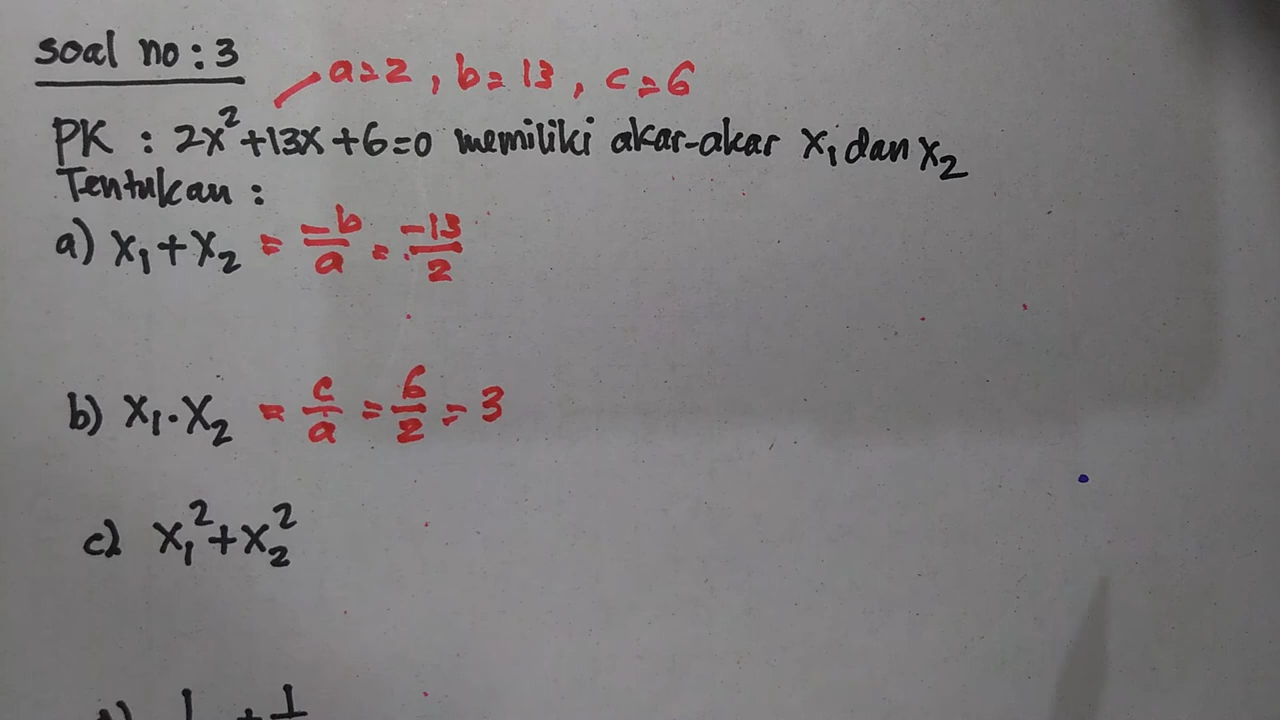 soal no : 3
a = 2 , b = 13 , c = 6
PK : 2x² + 13x + 6 = 0 memiliki akar-akar x₁ dan x₂
Tentukan :
a) x₁ + x₂ = -b/a = -13/2
b) x₁ . x₂ = c/a = 6/2 = 3
c) x₁² + x₂²